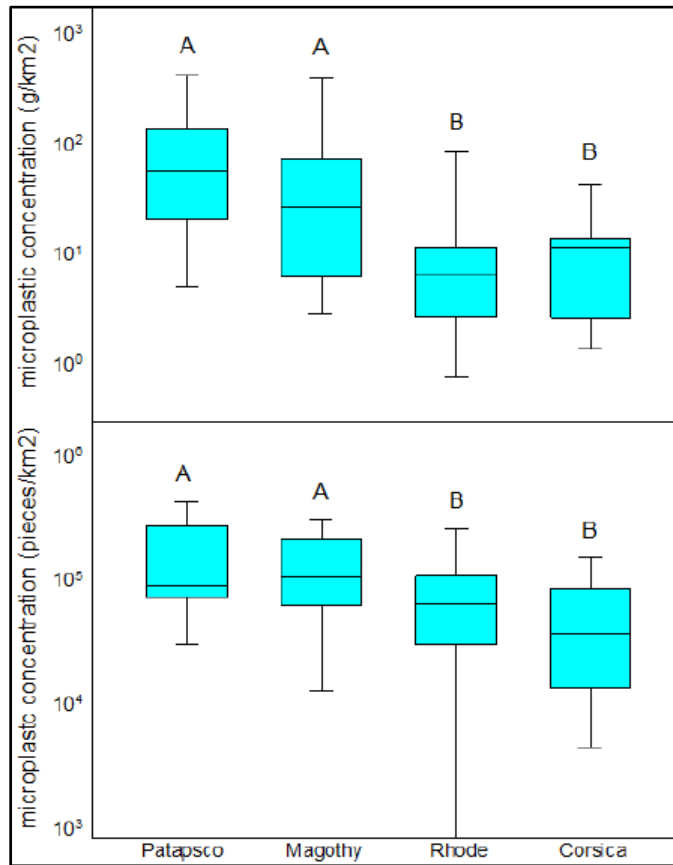 microplastic concentration (g/km2)
10³
10²
10¹
10⁰
A
A
B
B
microplastc concentration (pieces/km2)
10⁶
10⁵
10⁴
10³
A
A
B
B
Patapsco Magothy Rhode Corsica